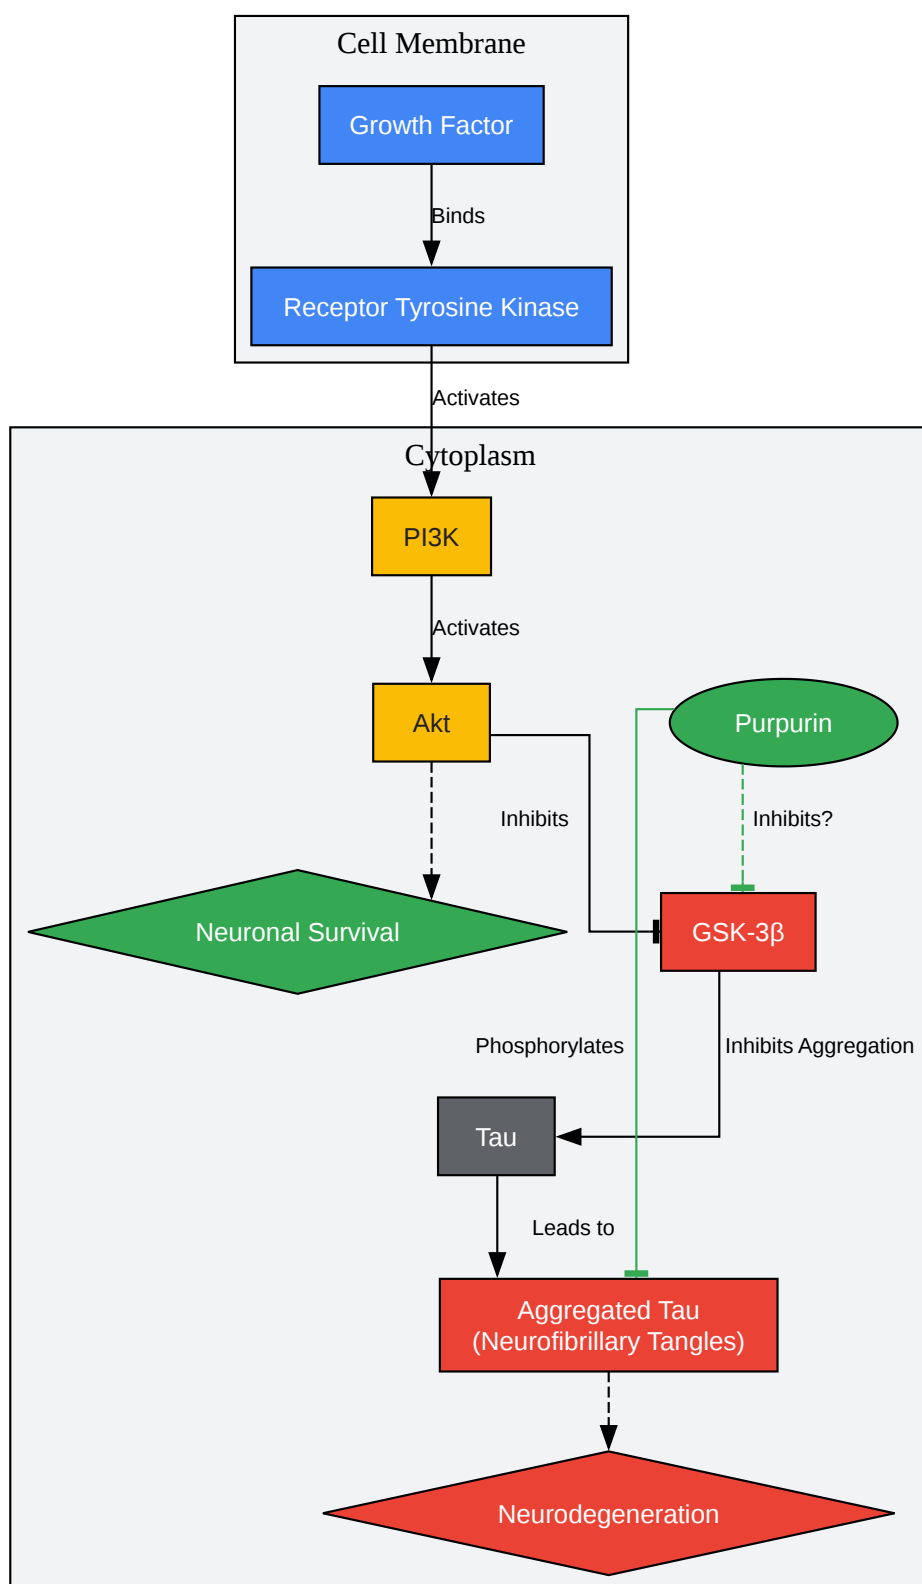 Cell Membrane
Growth Factor
Binds
Receptor Tyrosine Kinase
Activates
Cytoplasm
PI3K
Activates
Akt
Purpurin
Inhibits
Inhibits?
Neuronal Survival
GSK-3β
Phosphorylates
Inhibits Aggregation
Tau
Leads to
Aggregated Tau
(Neurofibrillary Tangles)
Neurodegeneration